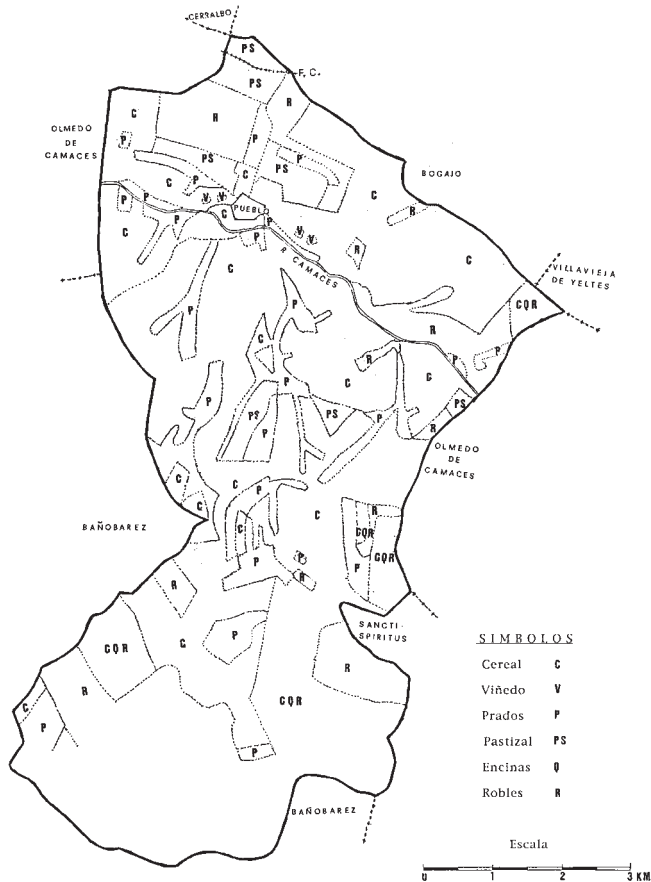 CERRALBO
PS
F. C.
PS
C
R
R
OLMEDO
DE
CAMACES
P
P
P
PS
C
PS
BOGAJO
C
P
C
P
P
V
V
C
PUEBLO
P
R
P
V
V
C
P
R
C
R. CAMACES
C
VILLAVIEJA
DE YELTES
CQR
P
P
R
C
R
P
P
C
P
C
P
PS
PS
PS
P
P
R
OLMEDO
DE
CAMACES
C
C
C
P
C
R
BAÑOBAREZ
C
CQR
CQR
P
P
P
R
R
SANCTI-
SPIRITUS
CQR
C
P
R
R
CQR
C
P
P
BAÑOBAREZ
SIMBOLOS
Cereal C
Viñedo V
Prados P
Pastizal PS
Encinas Q
Robles R
Escala
0 1 2 3 KM